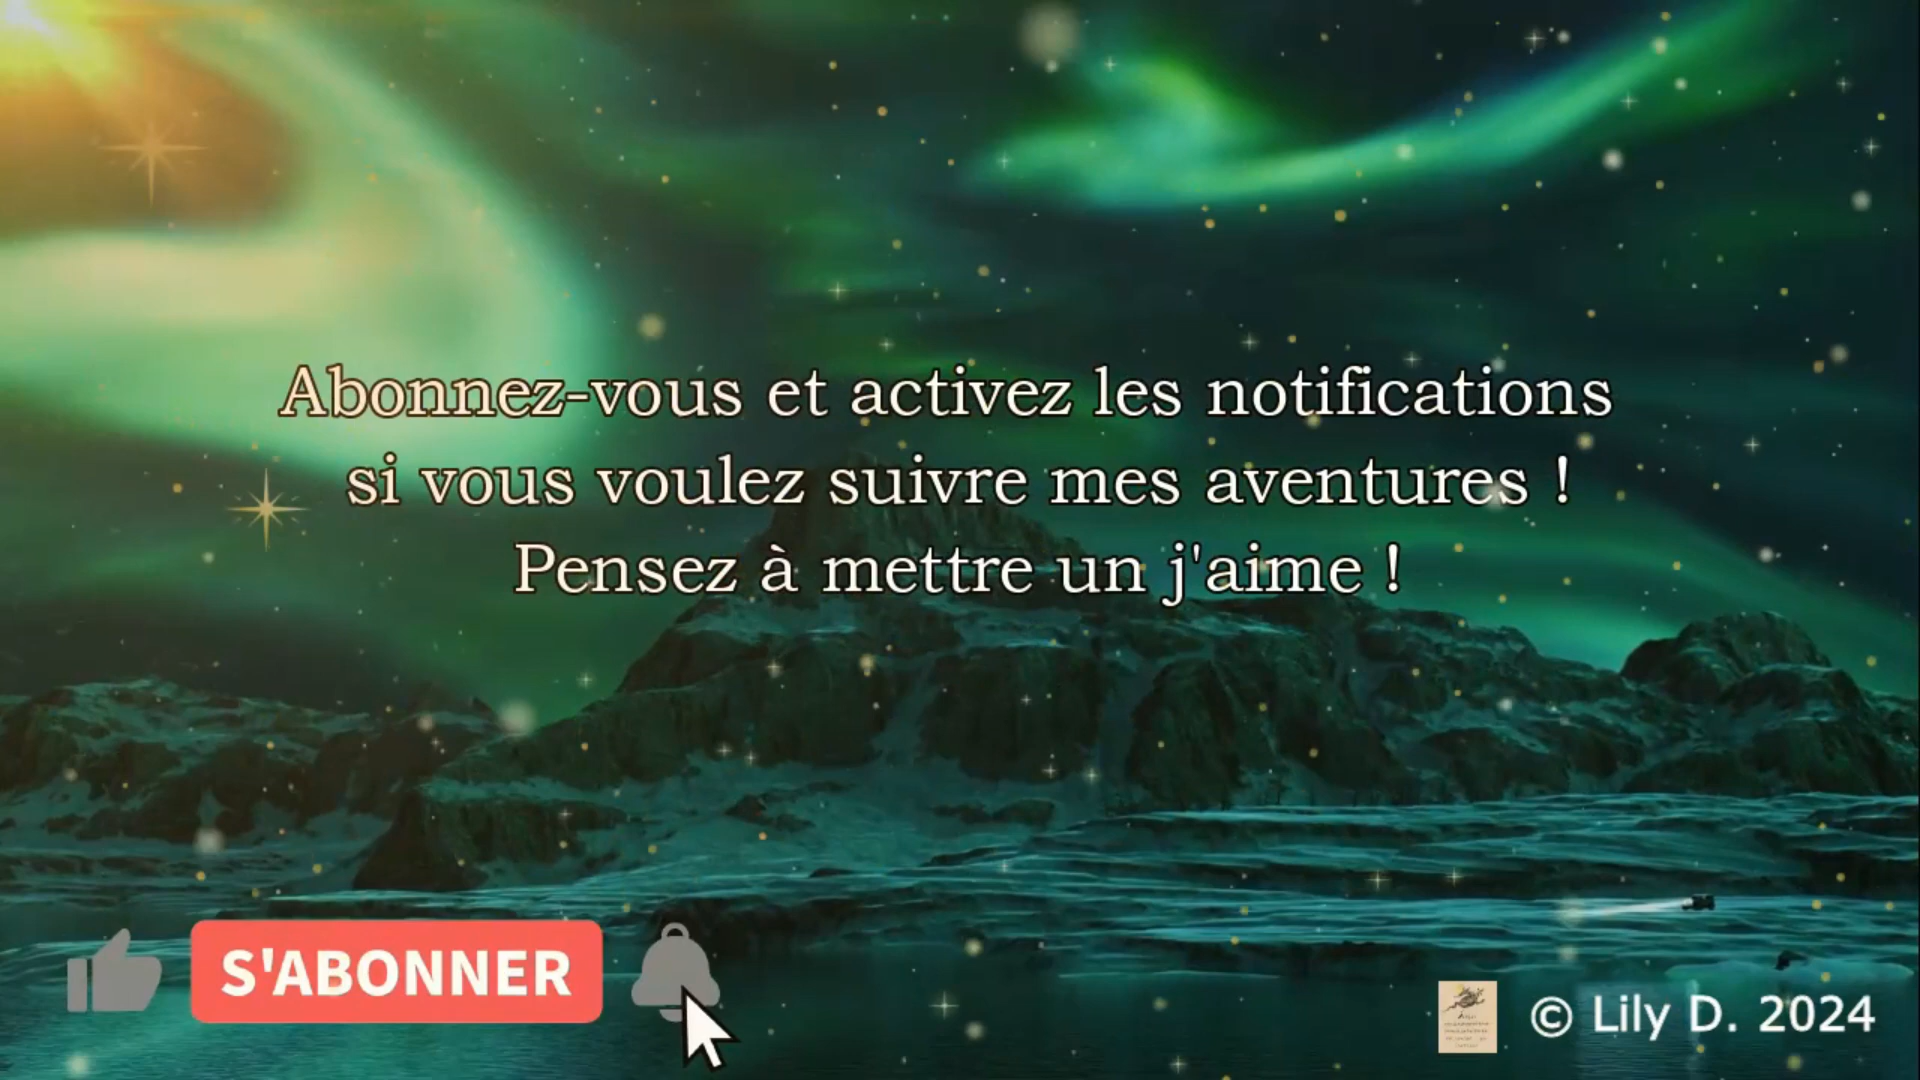 Abonnez-vous et activez les notifications
si vous voulez suivre mes aventures !
Pensez à mettre un j'aime !
S'ABONNER
© Lily D. 2024